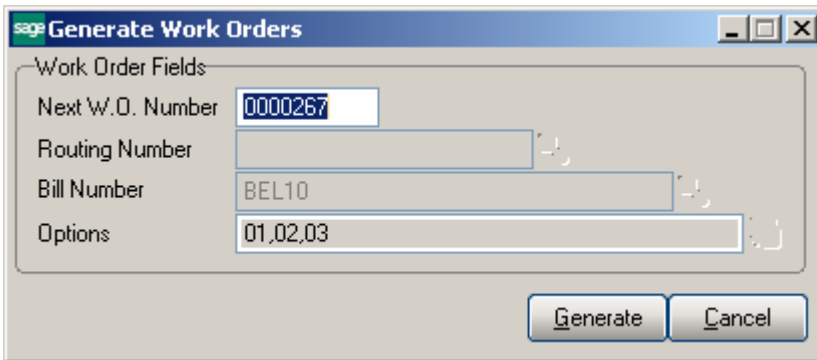 sage Generate Work Orders
Work Order Fields
Next W.O. Number 0000267
Routing Number
Bill Number BEL10
Options 01,02,03
Generate Cancel